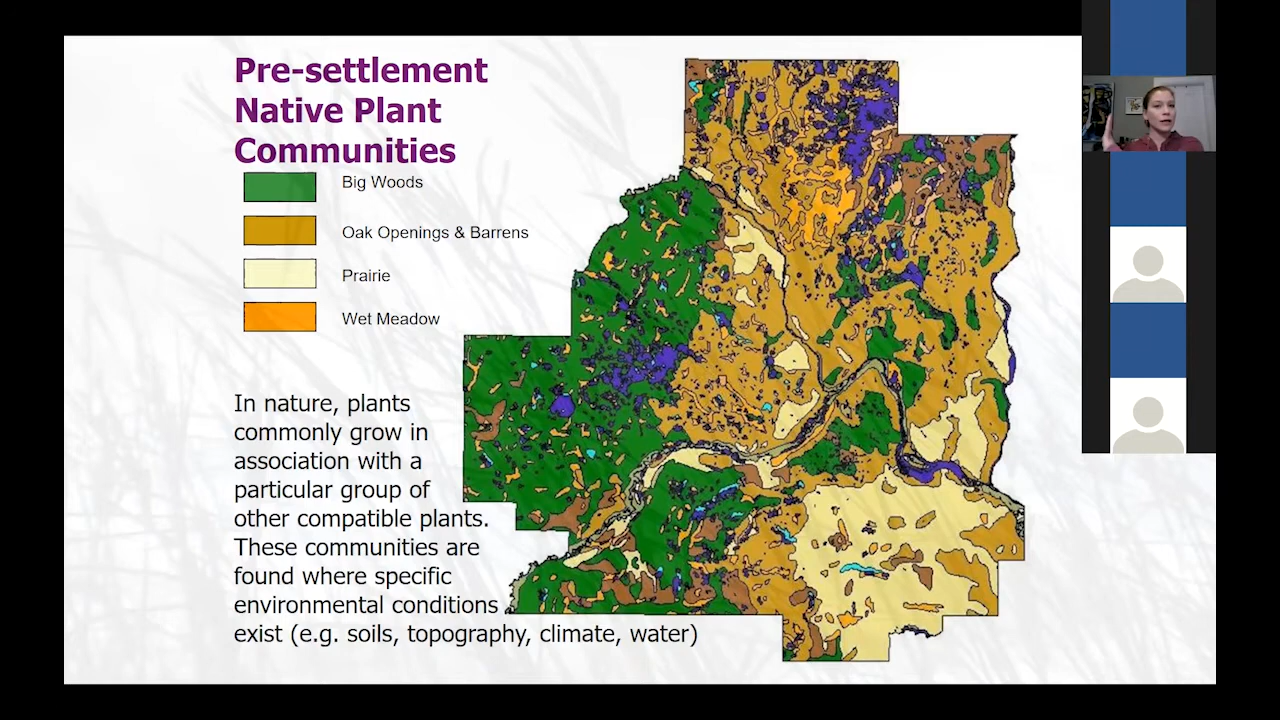 Pre-settlement
Native Plant
Communities
Big Woods
Oak Openings & Barrens
Prairie
Wet Meadow
In nature, plants
commonly grow in
association with a
particular group of
other compatible plants.
These communities are
found where specific
environmental conditions
exist (e.g. soils, topography, climate, water)